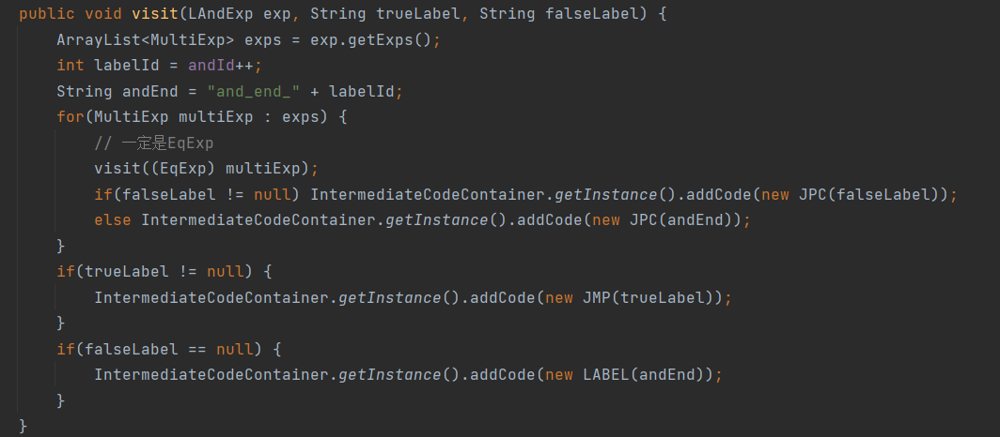 public void visit(LAndExp exp, String trueLabel, String falseLabel) {
    ArrayList<MultiExp> exps = exp.getExps();
    int labelId = andId++;
    String andEnd = "and_end_" + labelId;
    for(MultiExp multiExp : exps) {
        // 一定是EqExp
        visit((EqExp) multiExp);
        if(falseLabel != null) IntermediateCodeContainer.getInstance().addCode(new JPC(falseLabel));
        else IntermediateCodeContainer.getInstance().addCode(new JPC(andEnd));
    }
    if(trueLabel != null) {
        IntermediateCodeContainer.getInstance().addCode(new JMP(trueLabel));
    }
    if(falseLabel == null) {
        IntermediateCodeContainer.getInstance().addCode(new LABEL(andEnd));
    }
}